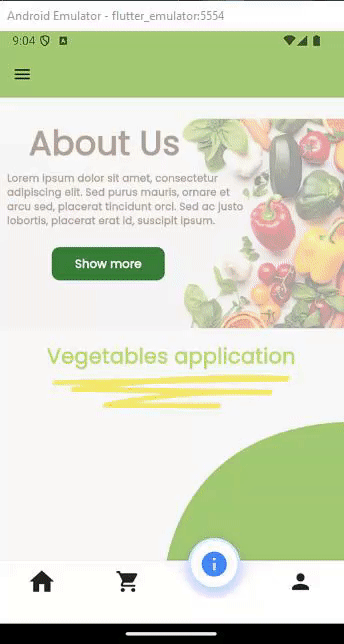 Android Emulator - flutter_emulator:5554
9:04
A
About Us
Lorem ipsum dolor sit amet, consectetur
adipiscing elit. Sed purus mauris, ornare et
arcu sed, placerat tincidunt orci. Sed ac justo
lobortis, placerat erat id, suscipit ipsum.
Show more
Vegetables application